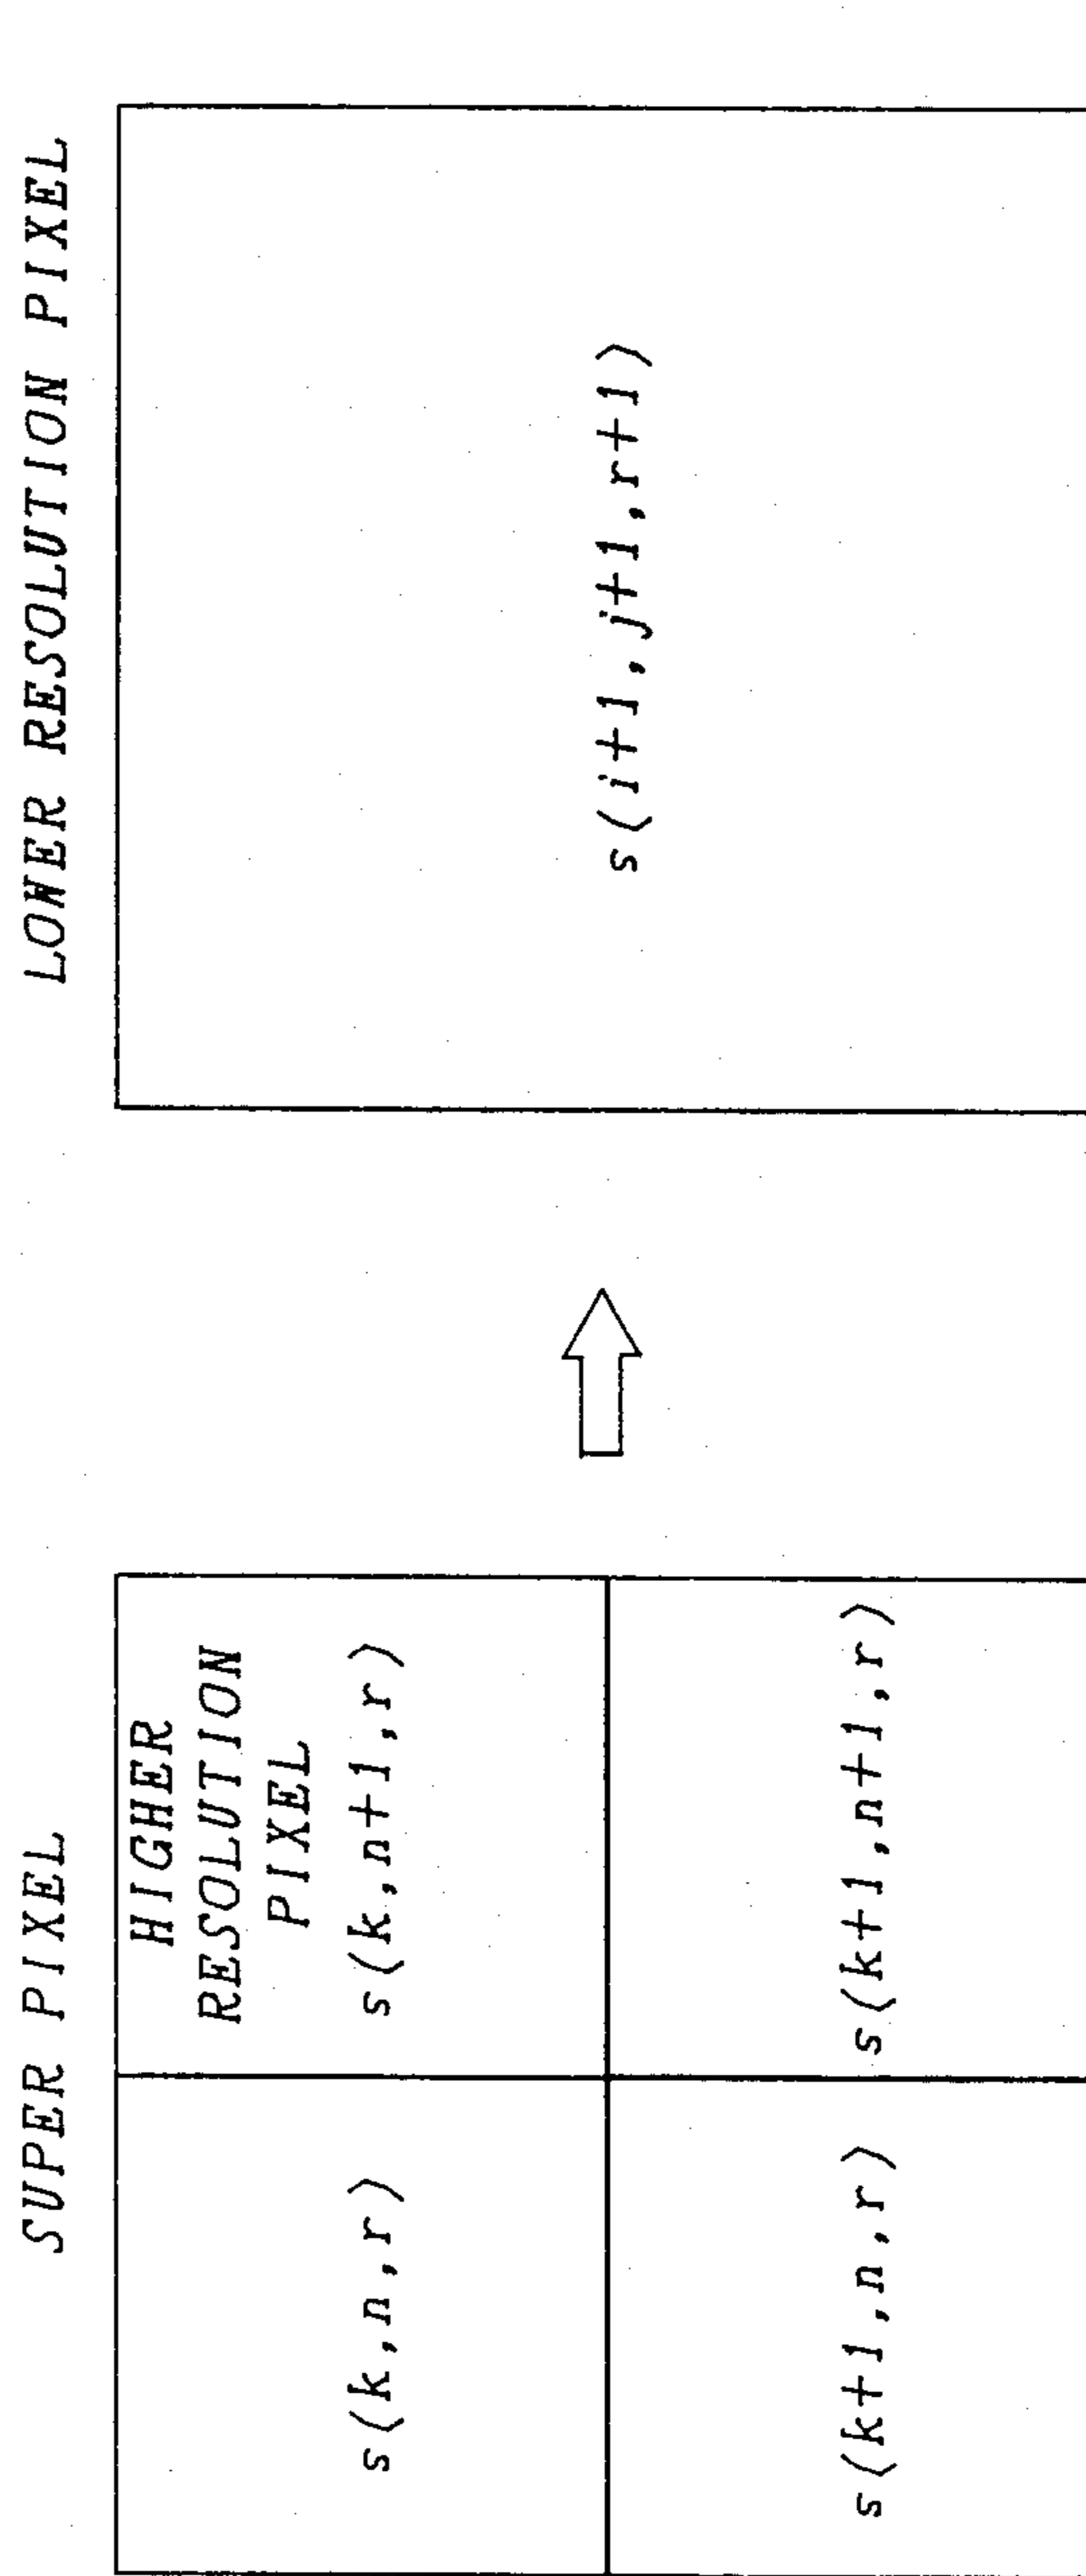 SUPER PIXEL
s(k,n,r)
HIGHER
RESOLUTION
PIXEL
s(k,n+1,r)
s(k+1,n,r)
s(k+1,n+1,r)
LOWER RESOLUTION PIXEL
s(i+1,j+1,r+1)